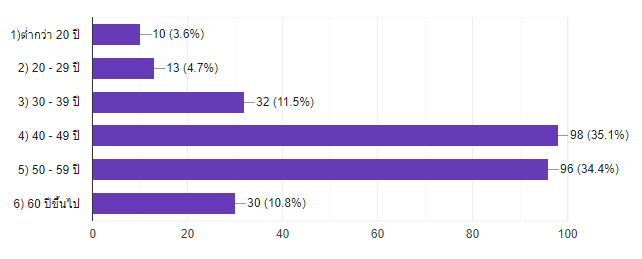 1)ต่ำกว่า 20 ปี 10 (3.6%)
2) 20 - 29 ปี 13 (4.7%)
3) 30 - 39 ปี 32 (11.5%)
4) 40 - 49 ปี 98 (35.1%)
5) 50 - 59 ปี 96 (34.4%)
6) 60 ปีขึ้นไป 30 (10.8%)
0 20 40 60 80 100